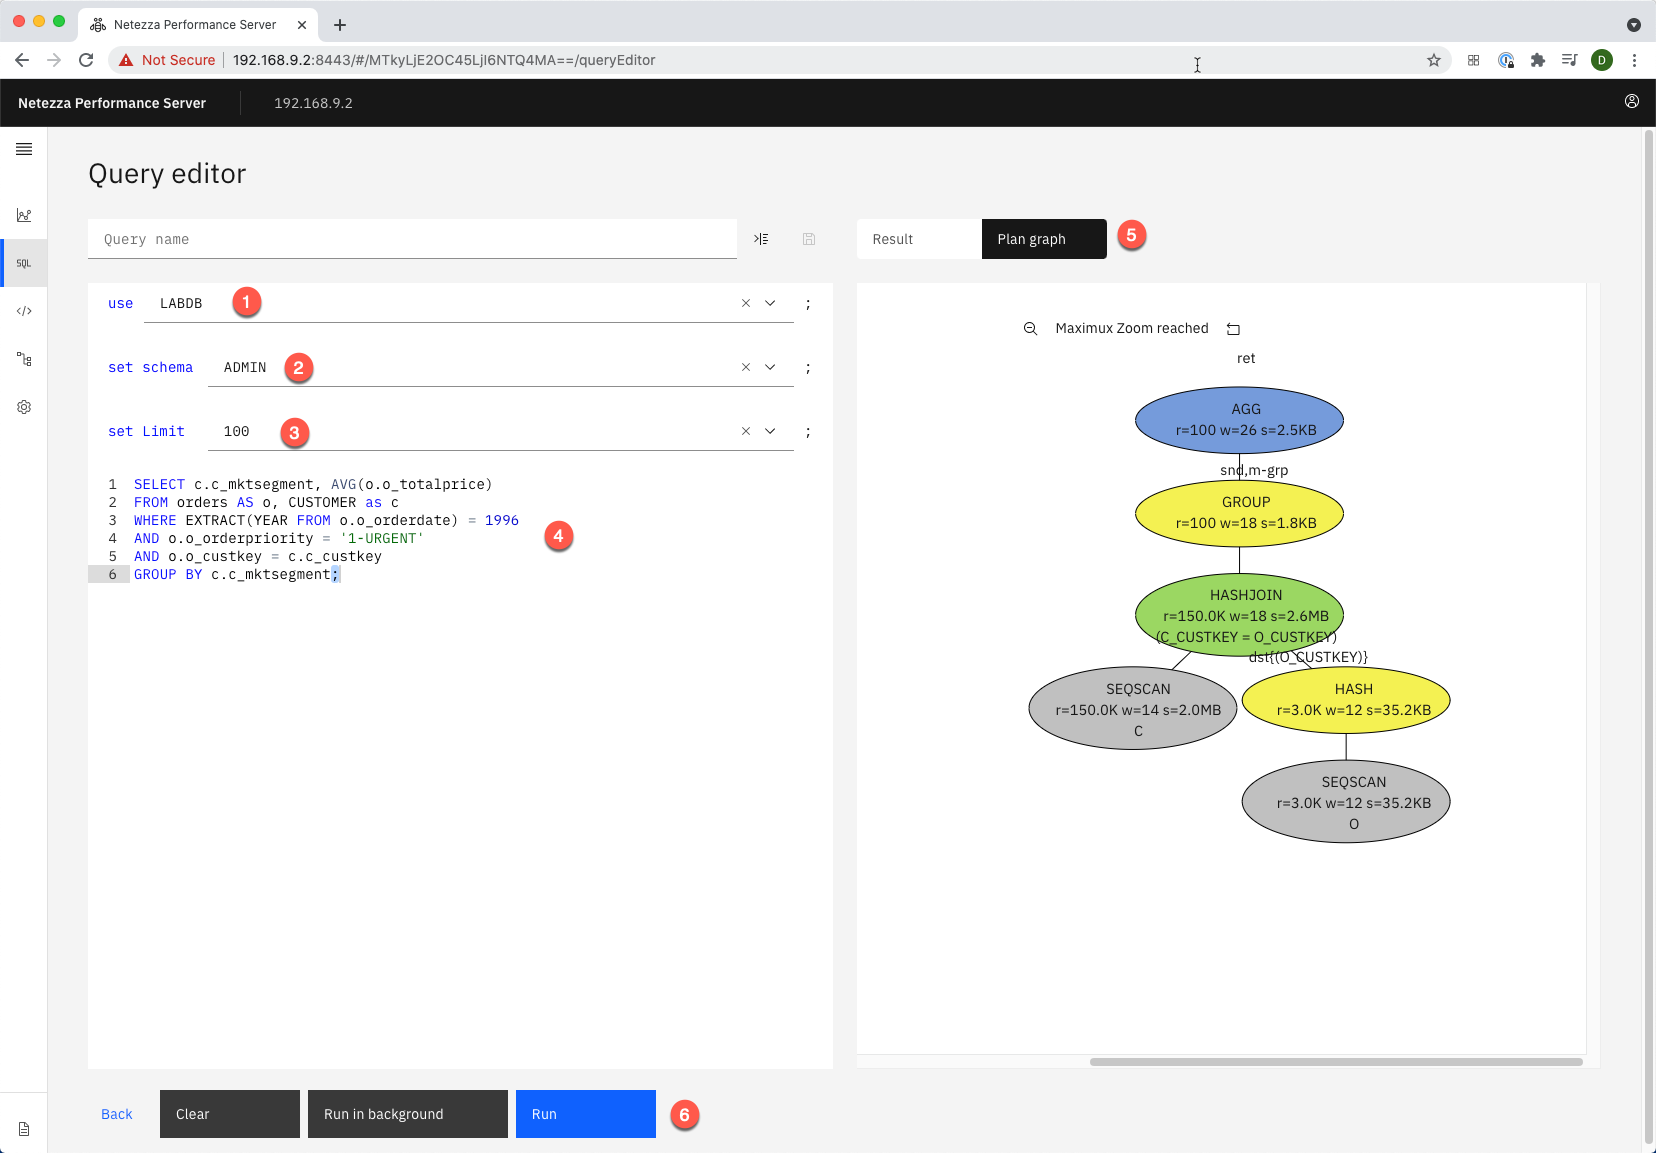 Netezza Performance Server
Not Secure 192.168.9.2:8443/#/MTkyLjE2OC45LjI6NTQ4MA==/queryEditor
D
Netezza Performance Server 192.168.9.2
Query editor
Query name
Result
Plan graph
5
use LABDB 1 ;
set schema ADMIN 2 ;
set Limit 100 3 ;
SQL
1 SELECT c.c_mktsegment, AVG(o.o_totalprice)
2 FROM orders AS o, CUSTOMER as c
3 WHERE EXTRACT(YEAR FROM o.o_orderdate) = 1996
4 AND o.o_orderpriority = '1-URGENT'
5 AND o.o_custkey = c.c_custkey
6 GROUP BY c.c_mktsegment;
4
Maximux Zoom reached
ret
AGG
r=100 w=26 s=2.5KB
snd,m-grp
GROUP
r=100 w=18 s=1.8KB
HASHJOIN
r=150.0K w=18 s=2.6MB
(C_CUSTKEY = O_CUSTKEY)
dst{(O_CUSTKEY)}
SEQSCAN
r=150.0K w=14 s=2.0MB
C
HASH
r=3.0K w=12 s=35.2KB
SEQSCAN
r=3.0K w=12 s=35.2KB
O
Back
Clear
Run in background
Run
6